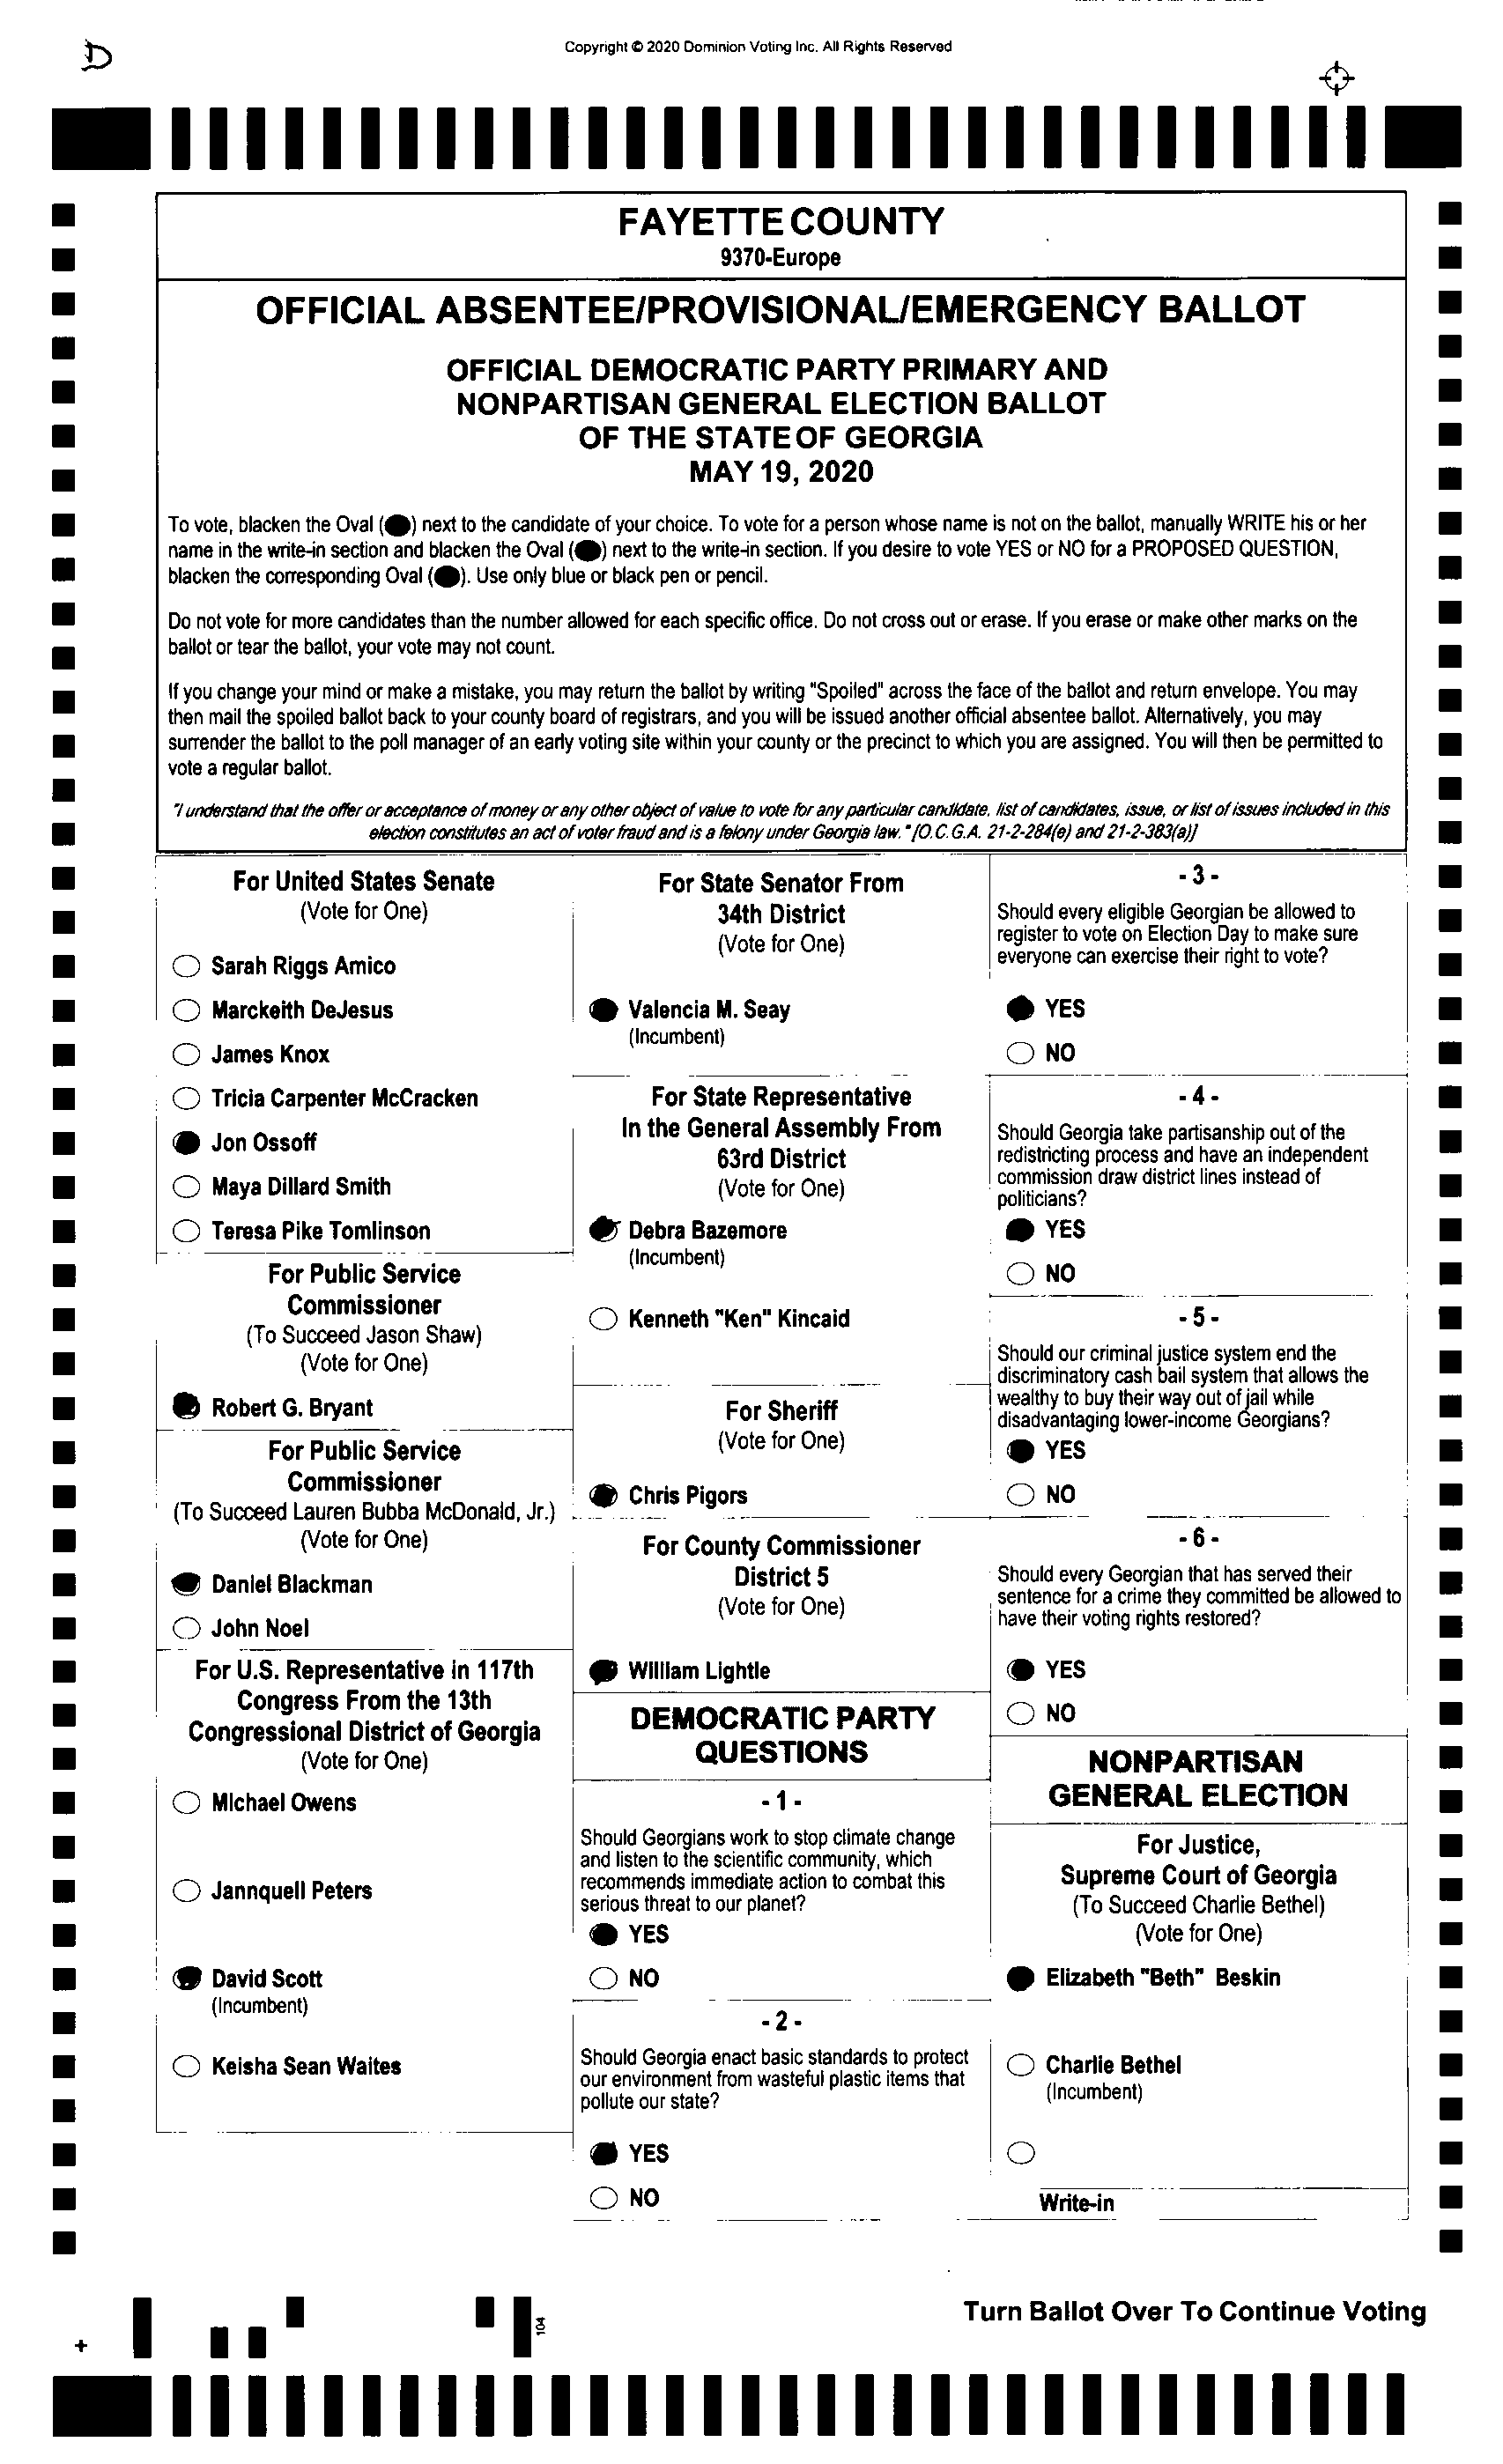 D
Copyright © 2020 Dominion Voting Inc. All Rights Reserved
FAYETTE COUNTY
9370-Europe
OFFICIAL ABSENTEE/PROVISIONAL/EMERGENCY BALLOT
OFFICIAL DEMOCRATIC PARTY PRIMARY AND
NONPARTISAN GENERAL ELECTION BALLOT
OF THE STATE OF GEORGIA
MAY 19, 2020
To vote, blacken the Oval ( ) next to the candidate of your choice. To vote for a person whose name is not on the ballot, manually WRITE his or her
name in the write-in section and blacken the Oval ( ) next to the write-in section. If you desire to vote YES or NO for a PROPOSED QUESTION,
blacken the corresponding Oval ( ). Use only blue or black pen or pencil.
Do not vote for more candidates than the number allowed for each specific office. Do not cross out or erase. If you erase or make other marks on the
ballot or tear the ballot, your vote may not count.
If you change your mind or make a mistake, you may return the ballot by writing "Spoiled" across the face of the ballot and return envelope. You may
then mail the spoiled ballot back to your county board of registrars, and you will be issued another official absentee ballot. Alternatively, you may
surrender the ballot to the poll manager of an early voting site within your county or the precinct to which you are assigned. You will then be permitted to
vote a regular ballot.
"I understand that the offer or acceptance of money or any other object of value to vote for any particular candidate, list of candidates, issue, or list of issues included in this
election constitutes an act of voter fraud and is a felony under Georgia law." [O.C.G.A. 21-2-284(e) and 21-2-383(a)]
For United States Senate
(Vote for One)
Sarah Riggs Amico
Marckeith DeJesus
James Knox
Tricia Carpenter McCracken
Jon Ossoff
Maya Dillard Smith
Teresa Pike Tomlinson
For Public Service
Commissioner
(To Succeed Jason Shaw)
(Vote for One)
Robert G. Bryant
For Public Service
Commissioner
(To Succeed Lauren Bubba McDonald, Jr.)
(Vote for One)
Daniel Blackman
John Noel
For U.S. Representative in 117th
Congress From the 13th
Congressional District of Georgia
(Vote for One)
Michael Owens
Jannquell Peters
David Scott
(Incumbent)
Keisha Sean Waites
For State Senator From
34th District
(Vote for One)
Valencia M. Seay
(Incumbent)
For State Representative
In the General Assembly From
63rd District
(Vote for One)
Debra Bazemore
(Incumbent)
Kenneth "Ken" Kincaid
For Sheriff
(Vote for One)
Chris Pigors
For County Commissioner
District 5
(Vote for One)
William Lightle
DEMOCRATIC PARTY
QUESTIONS
- 1 -
Should Georgians work to stop climate change
and listen to the scientific community, which
recommends immediate action to combat this
serious threat to our planet?
YES
NO
- 2 -
Should Georgia enact basic standards to protect
our environment from wasteful plastic items that
pollute our state?
YES
NO
- 3 -
Should every eligible Georgian be allowed to
register to vote on Election Day to make sure
everyone can exercise their right to vote?
YES
NO
- 4 -
Should Georgia take partisanship out of the
redistricting process and have an independent
commission draw district lines instead of
politicians?
YES
NO
- 5 -
Should our criminal justice system end the
discriminatory cash bail system that allows the
wealthy to buy their way out of jail while
disadvantaging lower-income Georgians?
YES
NO
- 6 -
Should every Georgian that has served their
sentence for a crime they committed be allowed to
have their voting rights restored?
YES
NO
NONPARTISAN
GENERAL ELECTION
For Justice,
Supreme Court of Georgia
(To Succeed Charlie Bethel)
(Vote for One)
Elizabeth "Beth" Beskin
Charlie Bethel
(Incumbent)
Write-in
Turn Ballot Over To Continue Voting
+
104